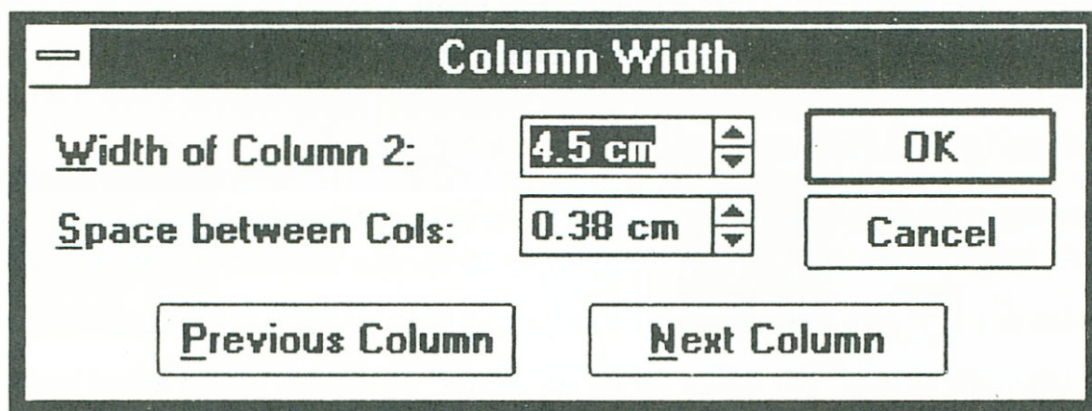 Column Width
Width of Column 2: 4.5 cm OK
Space between Cols: 0.38 cm Cancel
Previous Column Next Column